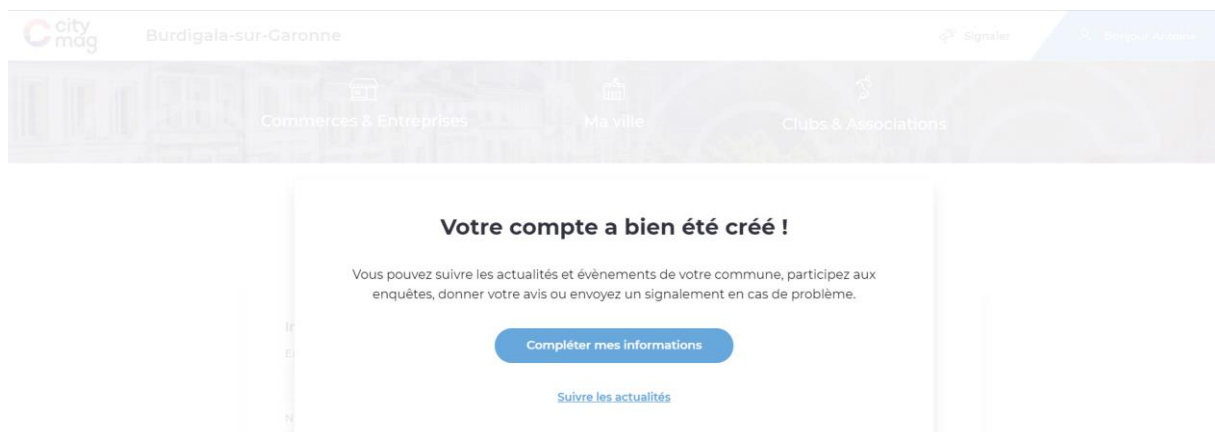 city
mag
Burdigala-sur-Garonne
Signaler
Bonjour Antoine
Commerces & Entreprises
Ma ville
Clubs & Associations
Votre compte a bien été créé !
Vous pouvez suivre les actualités et évènements de votre commune, participez aux
enquêtes, donner votre avis ou envoyez un signalement en cas de problème.
Compléter mes informations
Suivre les actualités